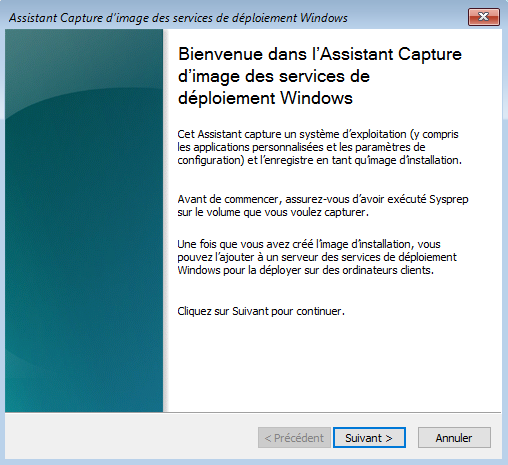 Assistant Capture d'image des services de déploiement Windows
Bienvenue dans l'Assistant Capture
d'image des services de
déploiement Windows
Cet Assistant capture un système d'exploitation (y compris
les applications personnalisées et les paramètres de
configuration) et l'enregistre en tant qu'image d'installation.
Avant de commencer, assurez-vous d'avoir exécuté Sysprep
sur le volume que vous voulez capturer.
Une fois que vous avez créé l'image d'installation, vous
pouvez l'ajouter à un serveur des services de déploiement
Windows pour la déployer sur des ordinateurs clients.
Cliquez sur Suivant pour continuer.
< Précédent Suivant > Annuler